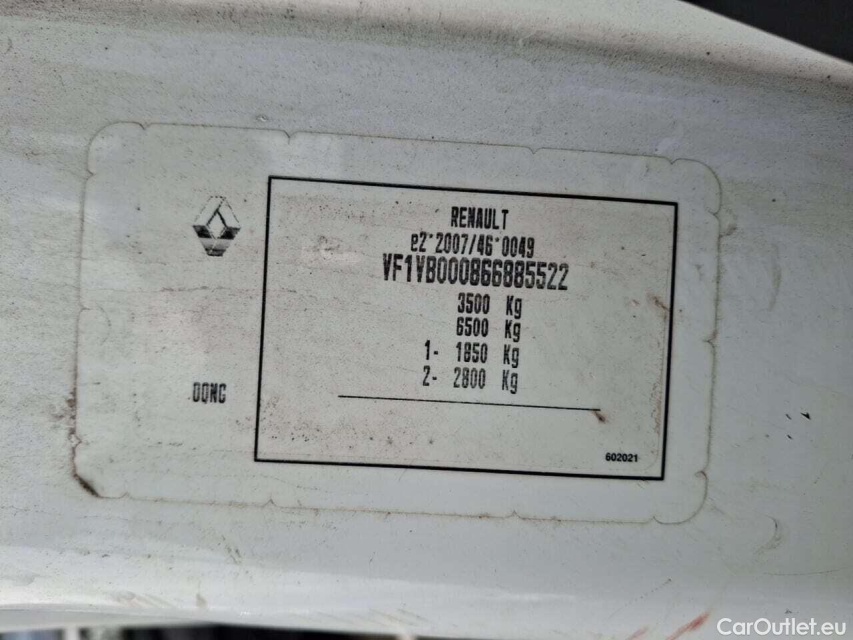 RENAULT
e2*2007/46*0049
VF1VB000866885522
3500 Kg
6500 Kg
1- 1850 Kg
2- 2800 Kg
DQNC
602021
CarOutlet.eu